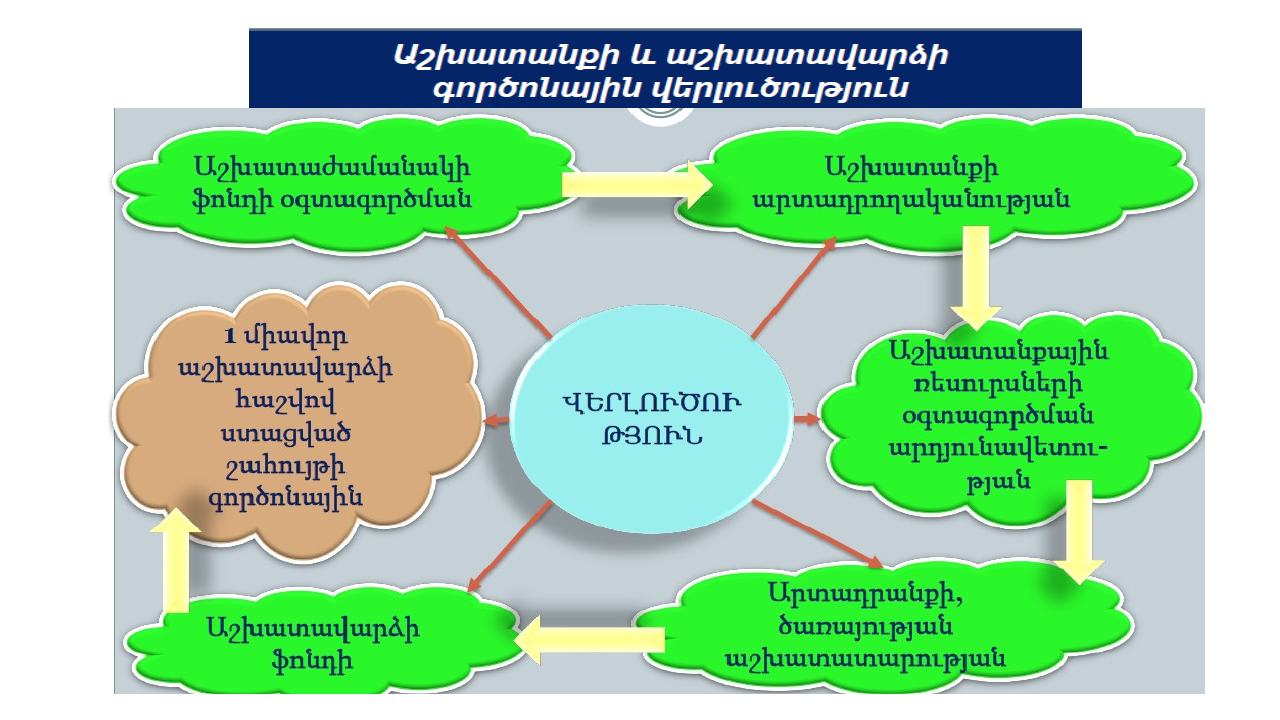 Աշխատանքի և աշխատավարձի
գործոնային վերլուծություն
Աշխատաժամանակի
ֆոնդի օգտագործման
Աշխատանքի
արտադրողականության
1 միավոր
աշխատավարձի
հաշվով
ստացված
շահույթի
գործոնային
ՎԵՐԼՈՒԾՈՒ
ԹՅՈՒՆ
Աշխատանքային
ռեսուրսների
օգտագործման
արդյունավետու-
թյան
Աշխատավարձի
ֆոնդի
Արտադրանքի,
ծառայության
աշխատատարության